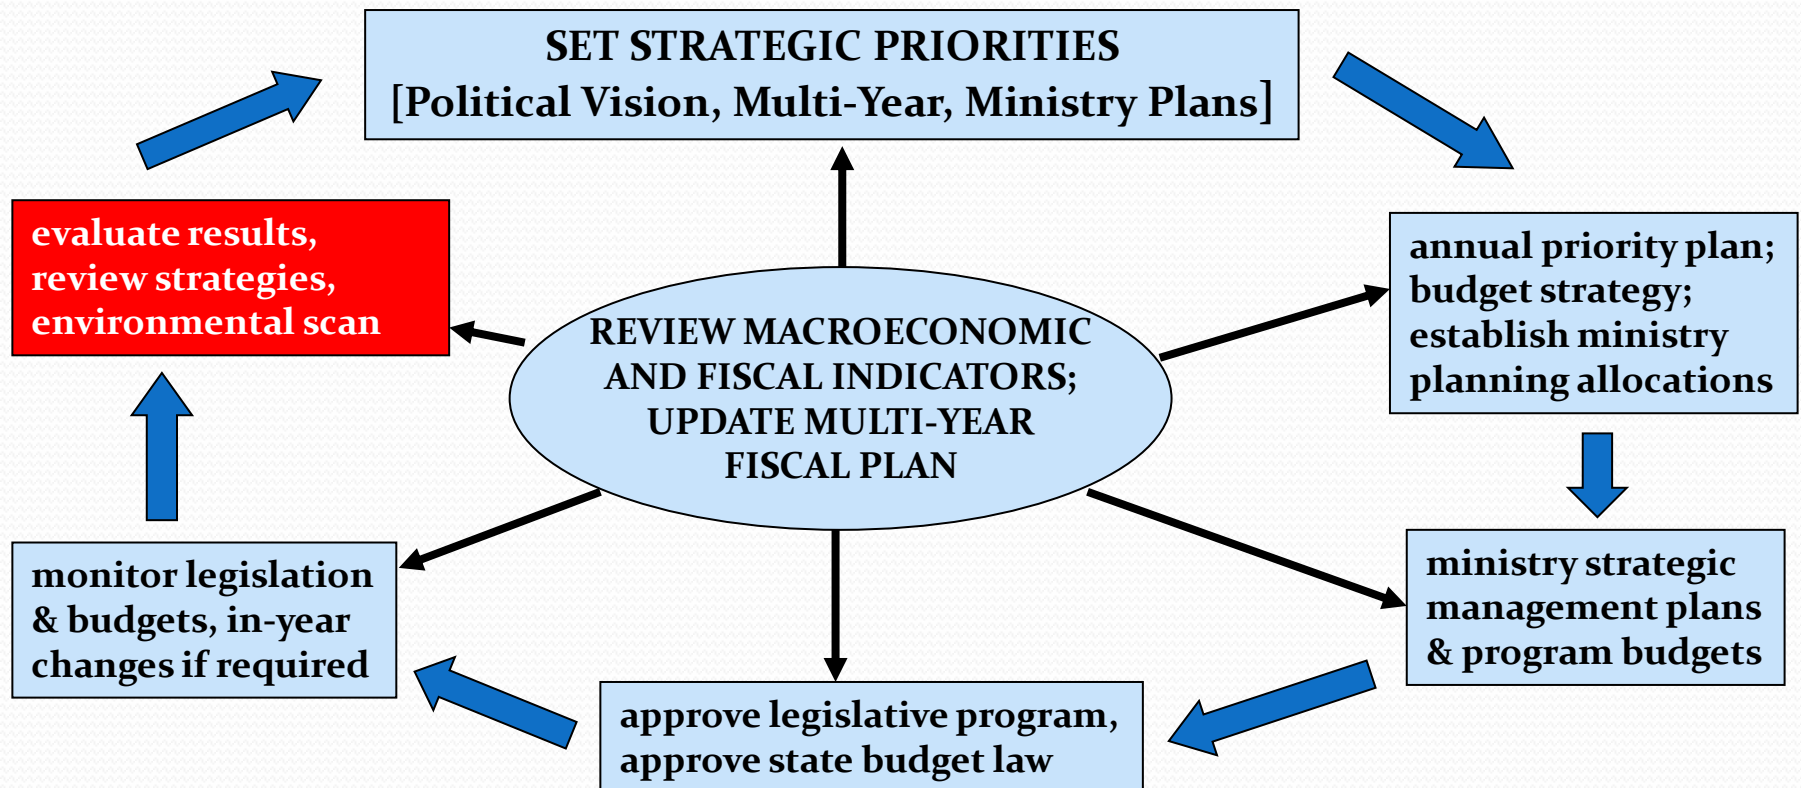 SET STRATEGIC PRIORITIES
[Political Vision, Multi-Year, Ministry Plans]
evaluate results,
review strategies,
environmental scan
annual priority plan;
budget strategy;
establish ministry
planning allocations
REVIEW MACROECONOMIC
AND FISCAL INDICATORS;
UPDATE MULTI-YEAR
FISCAL PLAN
monitor legislation
& budgets, in-year
changes if required
ministry strategic
management plans
& program budgets
approve legislative program,
approve state budget law